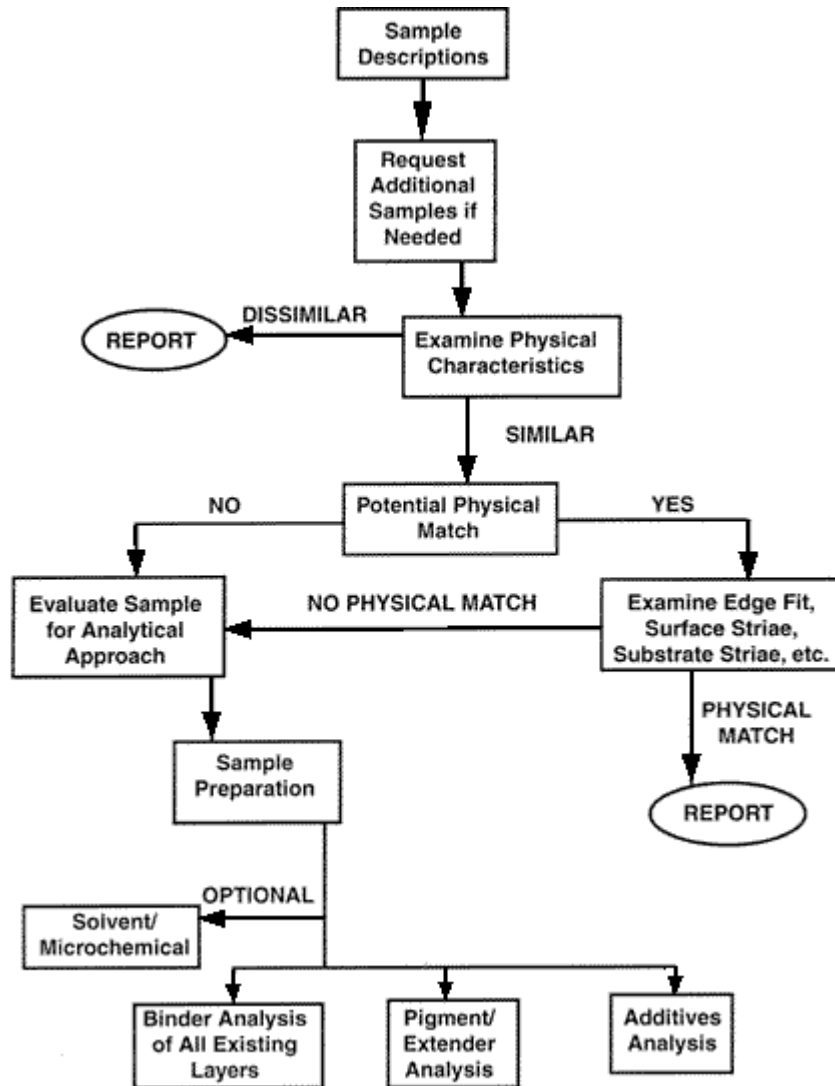 Sample
Descriptions
Request
Additional
Samples if
Needed
DISSIMILAR
REPORT
Examine Physical
Characteristics
SIMILAR
NO
Potential Physical
Match
YES
Evaluate Sample
for Analytical
Approach
NO PHYSICAL MATCH
Examine Edge Fit,
Surface Striae,
Substrate Striae, etc.
PHYSICAL
MATCH
Sample
Preparation
REPORT
OPTIONAL
Solvent/
Microchemical
Binder Analysis
of All Existing
Layers
Pigment/
Extender
Analysis
Additives
Analysis